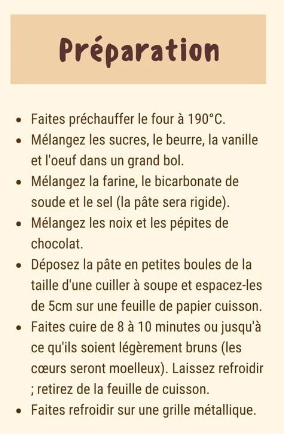 Préparation
• Faites préchauffer le four à 190°C.
• Mélangez les sucres, le beurre, la vanille
et l'oeuf dans un grand bol.
• Mélangez la farine, le bicarbonate de
soude et le sel (la pâte sera rigide).
• Mélangez les noix et les pépites de
chocolat.
• Déposez la pâte en petites boules de la
taille d'une cuiller à soupe et espacez-les
de 5cm sur une feuille de papier cuisson.
• Faites cuire de 8 à 10 minutes ou jusqu'à
ce qu'ils soient légèrement bruns (les
cœurs seront moelleux). Laissez refroidir
; retirez de la feuille de cuisson.
• Faites refroidir sur une grille métallique.